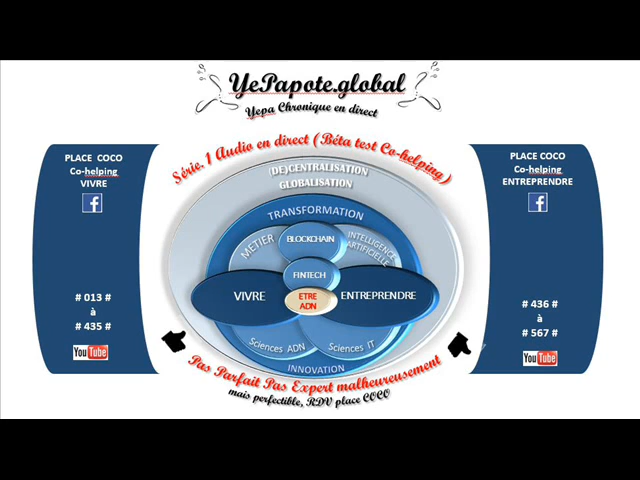 YePapote.global
Yepa Chronique en direct
Série, 1 Audio en direct (Béta test Co-helping)
PLACE COCO
Co-helping
VIVRE
f
# 013 #
à
# 435 #
YouTube
(DE)CENTRALISATION
GLOBALISATION
TRANSFORMATION
METIER
BLOCKCHAIN
INTELLIGENCE
ARTIFICIELLE
FINTECH
VIVRE
ETRE
ADN
ENTREPRENDRE
Sciences ADN
Sciences IT
INNOVATION
Pas Parfait Pas Expert malheureusement
mais perfectible, RDV place COCO
PLACE COCO
Co-helping
ENTREPRENDRE
f
# 436 #
à
# 567 #
YouTube